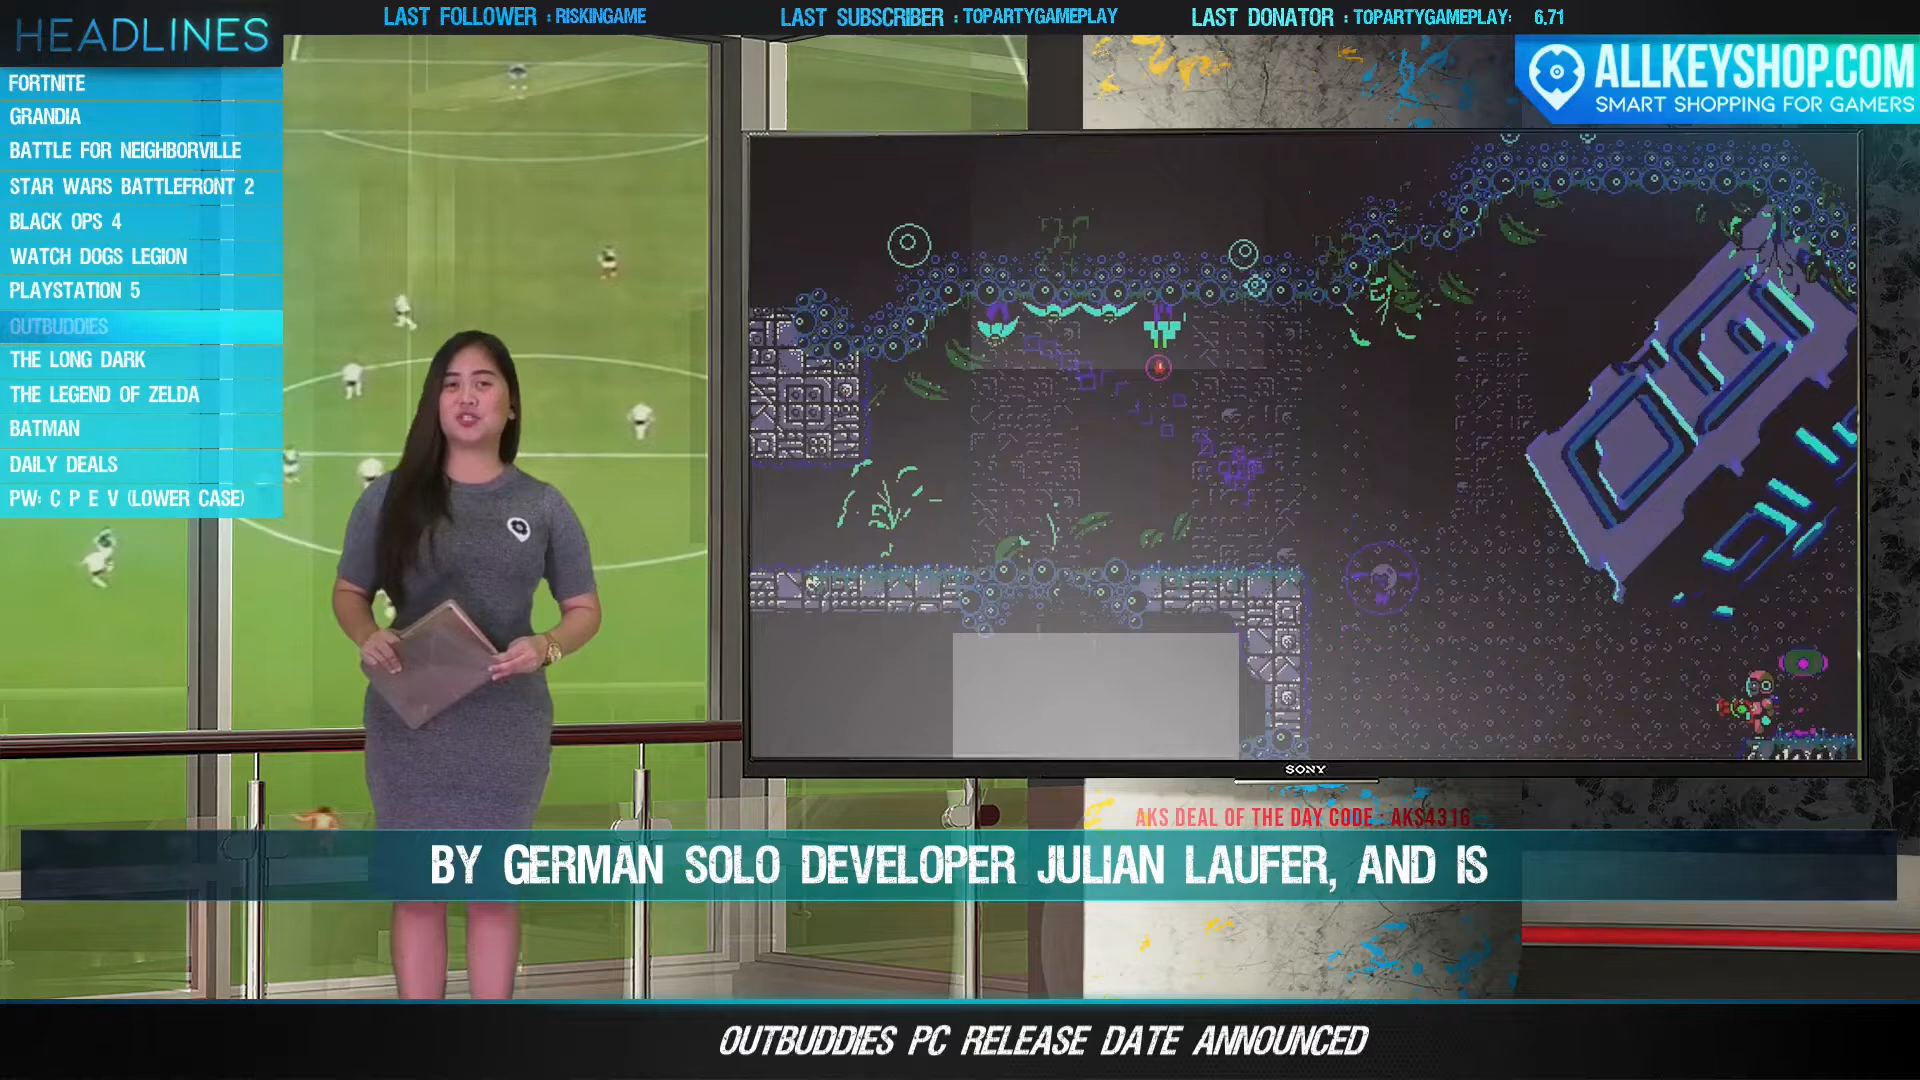 HEADLINES
LAST FOLLOWER : RISKINGAME
LAST SUBSCRIBER : TOPARTYGAMEPLAY
LAST DONATOR : TOPARTYGAMEPLAY: 6.71
ALLKEYSHOP.COM
SMART SHOPPING FOR GAMERS
FORTNITE
GRANDIA
BATTLE FOR NEIGHBORVILLE
STAR WARS BATTLEFRONT 2
BLACK OPS 4
WATCH DOGS LEGION
PLAYSTATION 5
OUTBUDDIES
THE LONG DARK
THE LEGEND OF ZELDA
BATMAN
DAILY DEALS
PW: C P E V (LOWER CASE)
SONY
AKS DEAL OF THE DAY CODE : AKS4316
BY GERMAN SOLO DEVELOPER JULIAN LAUFER, AND IS
OUTBUDDIES PC RELEASE DATE ANNOUNCED